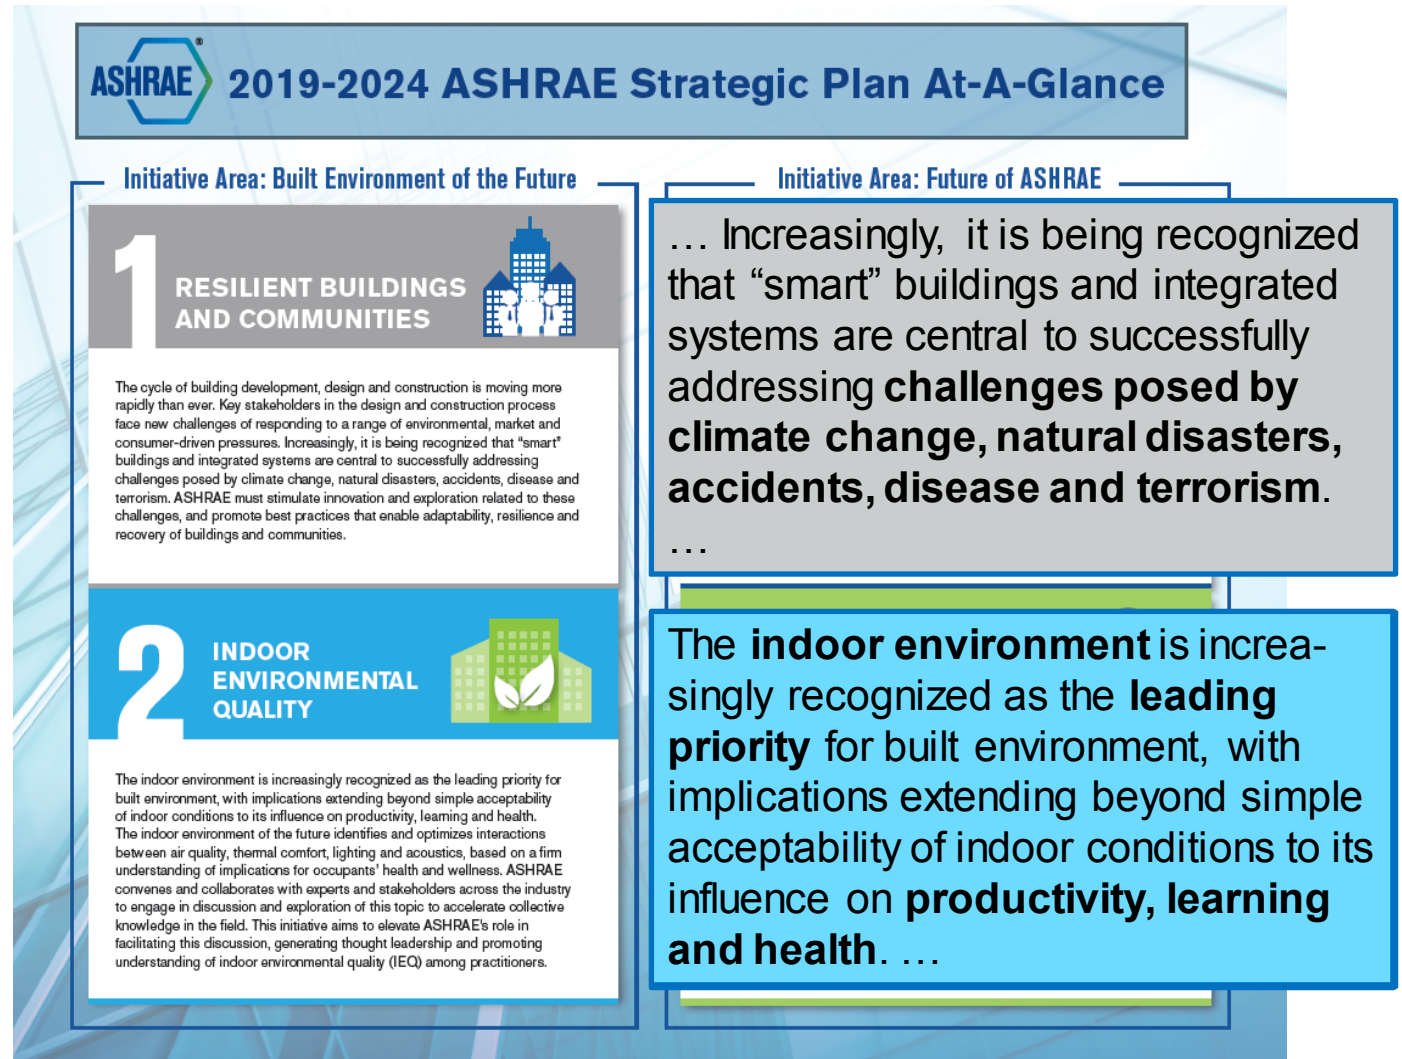 ASHRAE®
2019-2024 ASHRAE Strategic Plan At-A-Glance
Initiative Area: Built Environment of the Future
1
RESILIENT BUILDINGS
AND COMMUNITIES
The cycle of building development, design and construction is moving more
rapidly than ever. Key stakeholders in the design and construction process
face new challenges of responding to a range of environmental, market and
consumer-driven pressures. Increasingly, it is being recognized that "smart"
buildings and integrated systems are central to successfully addressing
challenges posed by climate change, natural disasters, accidents, disease and
terrorism. ASHRAE must stimulate innovation and exploration related to these
challenges, and promote best practices that enable adaptability, resilience and
recovery of buildings and communities.
2
INDOOR
ENVIRONMENTAL
QUALITY
The indoor environment is increasingly recognized as the leading priority for
built environment, with implications extending beyond simple acceptability
of indoor conditions to its influence on productivity, learning and health.
The indoor environment of the future identifies and optimizes interactions
between air quality, thermal comfort, lighting and acoustics, based on a firm
understanding of implications for occupants' health and wellness. ASHRAE
convenes and collaborates with experts and stakeholders across the industry
to engage in discussion and exploration of this topic to accelerate collective
knowledge in the field. This initiative aims to elevate ASHRAE's role in
facilitating this discussion, generating thought leadership and promoting
understanding of indoor environmental quality (IEQ) among practitioners.
Initiative Area: Future of ASHRAE
… Increasingly, it is being recognized
that “smart” buildings and integrated
systems are central to successfully
addressing challenges posed by
climate change, natural disasters,
accidents, disease and terrorism.
…
The indoor environment is increa-
singly recognized as the leading
priority for built environment, with
implications extending beyond simple
acceptability of indoor conditions to its
influence on productivity, learning
and health. …